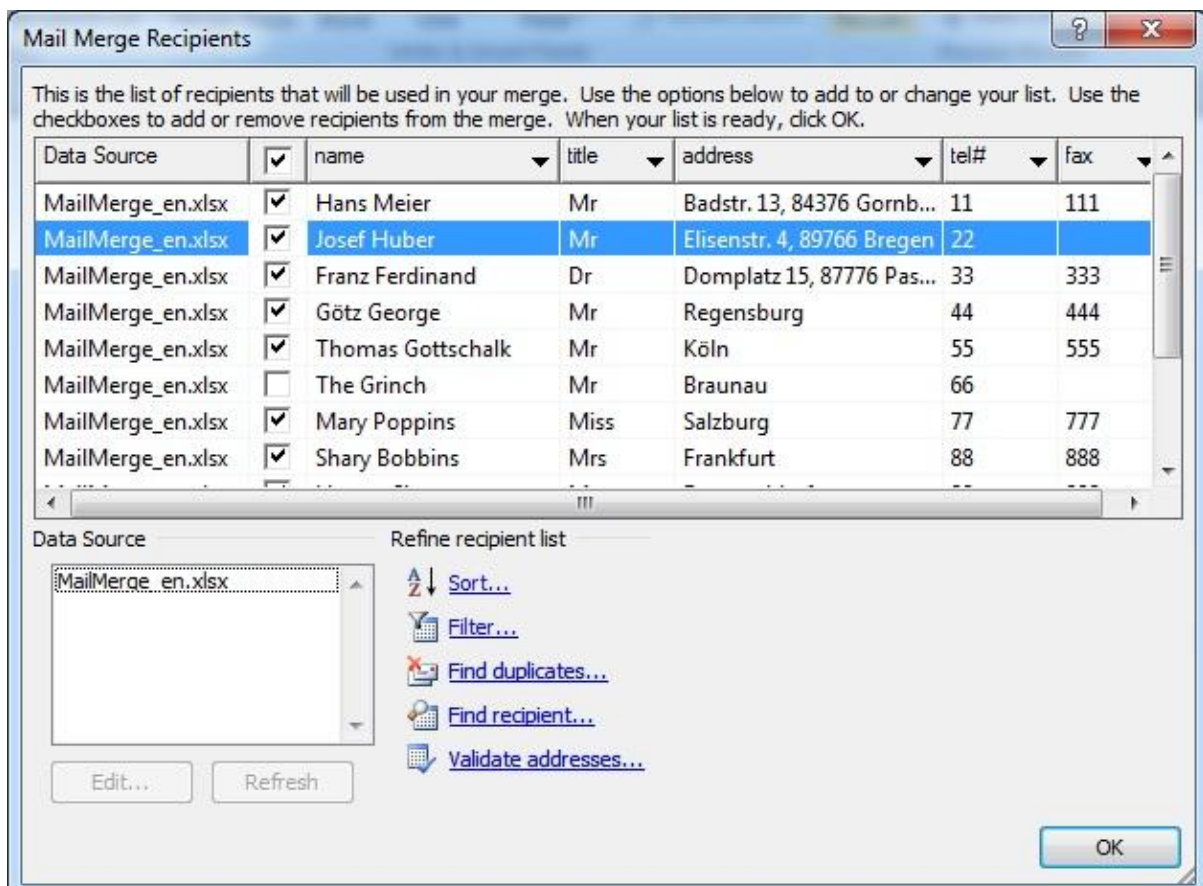 Mail Merge Recipients
This is the list of recipients that will be used in your merge. Use the options below to add to or change your list. Use the
checkboxes to add or remove recipients from the merge. When your list is ready, click OK.
Data Source name title address tel# fax
MailMerge_en.xlsx Hans Meier Mr Badstr. 13, 84376 Gornb... 11 111
MailMerge_en.xlsx Josef Huber Mr Elisenstr. 4, 89766 Bregen 22
MailMerge_en.xlsx Franz Ferdinand Dr Domplatz 15, 87776 Pas... 33 333
MailMerge_en.xlsx Götz George Mr Regensburg 44 444
MailMerge_en.xlsx Thomas Gottschalk Mr Köln 55 555
MailMerge_en.xlsx The Grinch Mr Braunau 66
MailMerge_en.xlsx Mary Poppins Miss Salzburg 77 777
MailMerge_en.xlsx Shary Bobbins Mrs Frankfurt 88 888
Data Source Refine recipient list
MailMerge_en.xlsx
Sort...
Filter...
Find duplicates...
Find recipient...
Validate addresses...
Edit... Refresh
OK